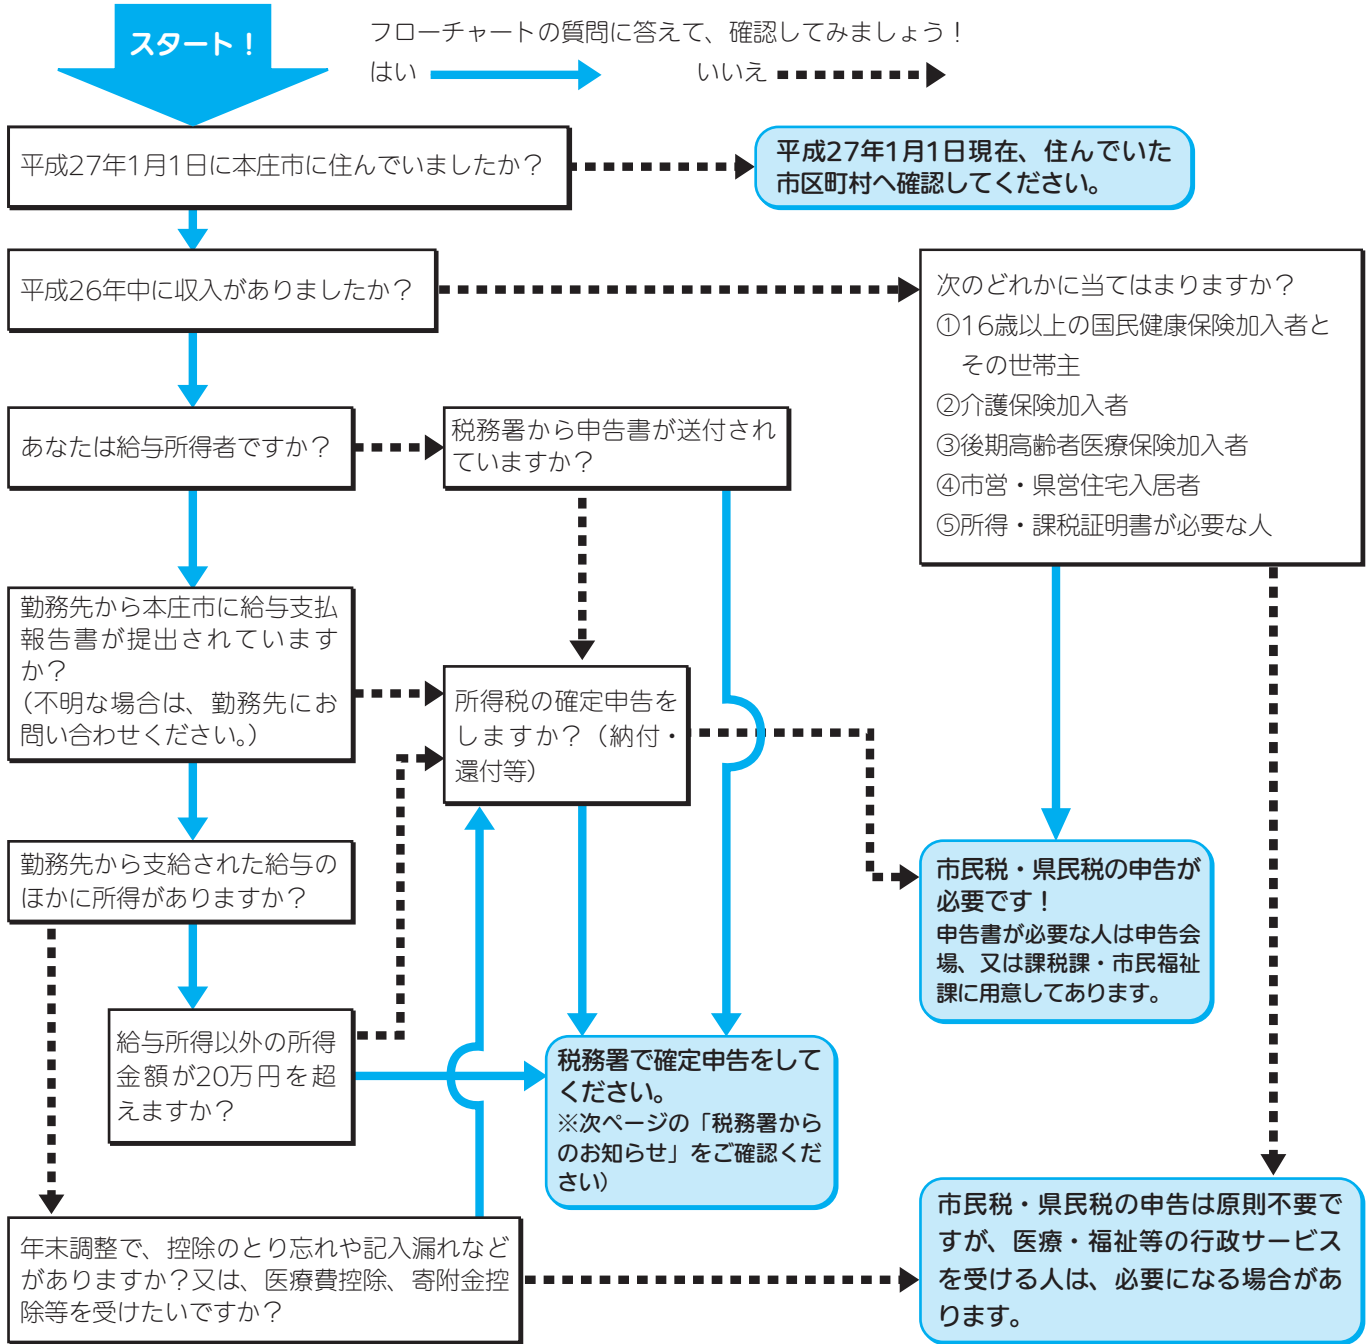 スタート！
フローチャートの質問に答えて、確認してみましょう！
はい
いいえ
平成27年1月1日に本庄市に住んでいましたか？
平成27年1月1日現在、住んでいた
市区町村へ確認してください。
平成26年中に収入がありましたか？
次のどれかに当てはまりますか？
①16歳以上の国民健康保険加入者と
その世帯主
②介護保険加入者
③後期高齢者医療保険加入者
④市営・県営住宅入居者
⑤所得・課税証明書が必要な人
あなたは給与所得者ですか？
税務署から申告書が送付され
ていますか？
勤務先から本庄市に給与支払
報告書が提出されています
か？
（不明な場合は、勤務先にお
問い合わせください。）
所得税の確定申告を
しますか？（納付・
還付等）
勤務先から支給された給与の
ほかに所得がありますか？
市民税・県民税の申告が
必要です！
申告書が必要な人は申告会
場、又は課税課・市民福祉
課に用意してあります。
給与所得以外の所得
金額が20万円を超
えますか？
税務署で確定申告をして
ください。
※次ページの「税務署から
のお知らせ」をご確認くだ
さい）
年末調整で、控除のとり忘れや記入漏れなど
がありますか？又は、医療費控除、寄附金控
除等を受けたいですか？
市民税・県民税の申告は原則不要で
すが、医療・福祉等の行政サービス
を受ける人は、必要になる場合があ
ります。